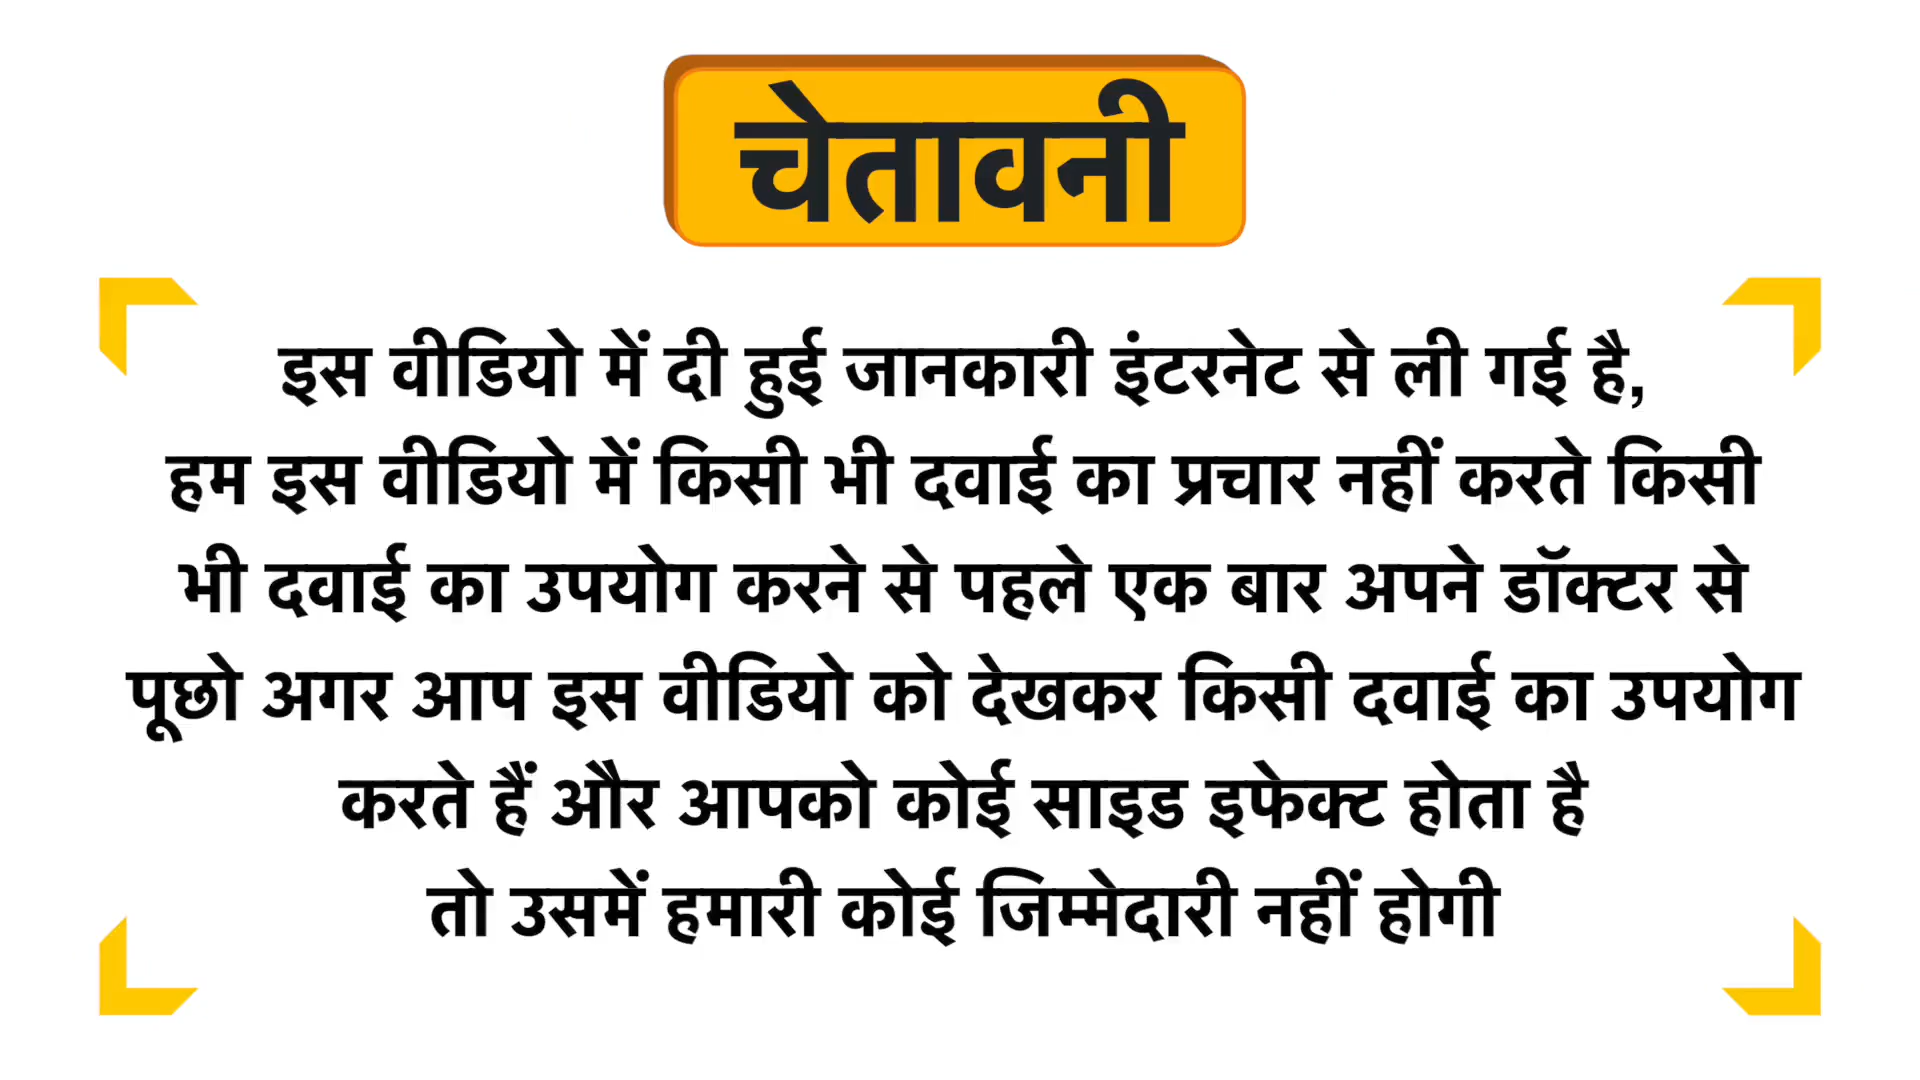 चेतावनी
इस वीडियो में दी हुई जानकारी इंटरनेट से ली गई है,
हम इस वीडियो में किसी भी दवाई का प्रचार नहीं करते किसी
भी दवाई का उपयोग करने से पहले एक बार अपने डॉक्टर से
पूछो अगर आप इस वीडियो को देखकर किसी दवाई का उपयोग
करते हैं और आपको कोई साइड इफेक्ट होता है
तो उसमें हमारी कोई जिम्मेदारी नहीं होगी